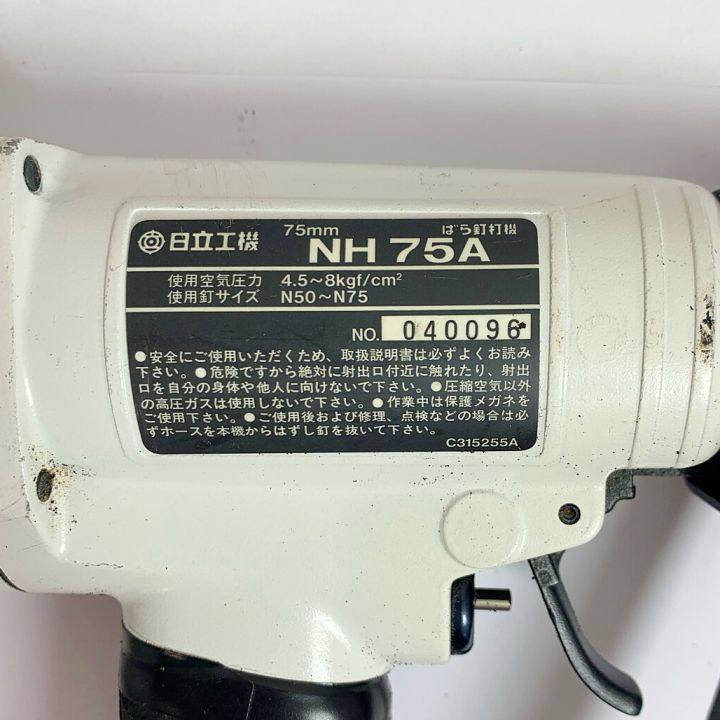 日立工機 75mm NH 75A ばら釘打機
使用空気圧力 4.5~8kgf/cm²
使用釘サイズ N50~N75
NO. 040096
●安全にご使用いただくため、取扱説明書は必ずよくお読み
下さい。●危険ですから絶対に射出口付近に触れたり、射出
口を自分の身体や他人に向けないで下さい。●圧縮空気以外
の高圧ガスは使用しないで下さい。●作業中は保護メガネを
ご使用下さい。●ご使用後および修理、点検などの場合は必
ずホースを本機からはずし釘を抜いて下さい。
C315255A